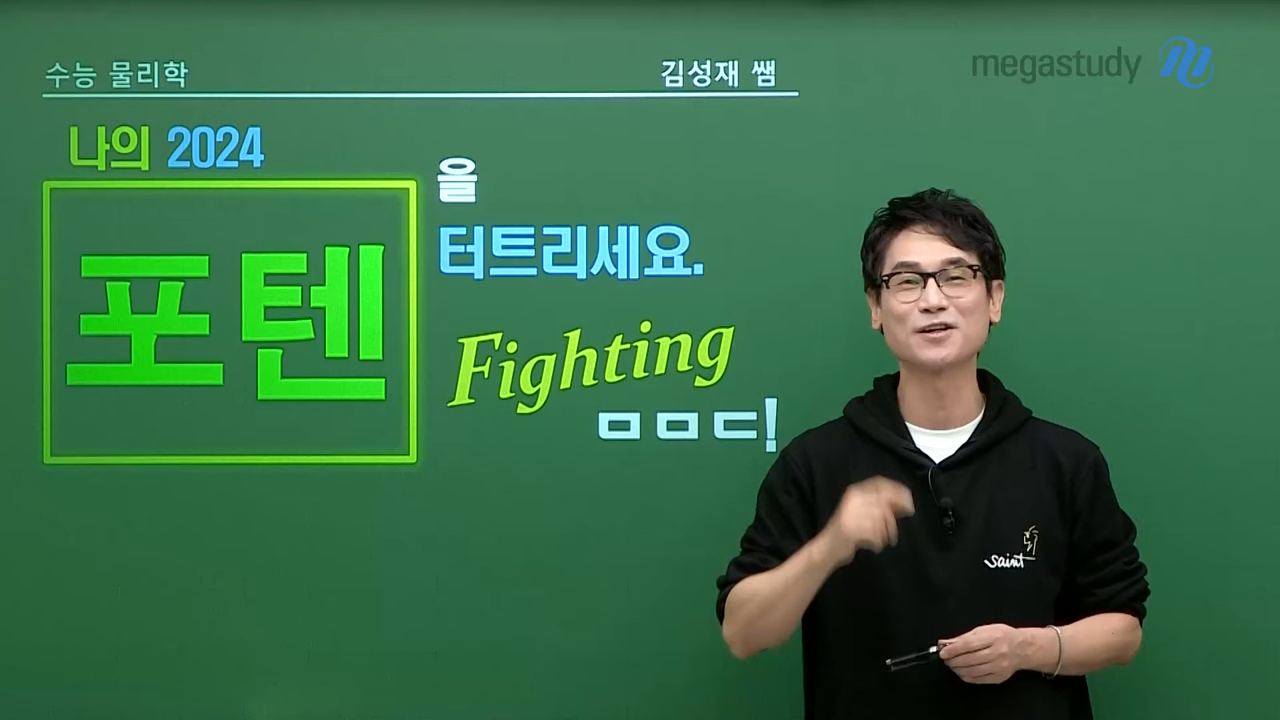 수능 물리학
김성재 쌤
megastudy
나의 2024
포텐
을
터트리세요.
Fighting
ㅁㅁㄷ!
saint